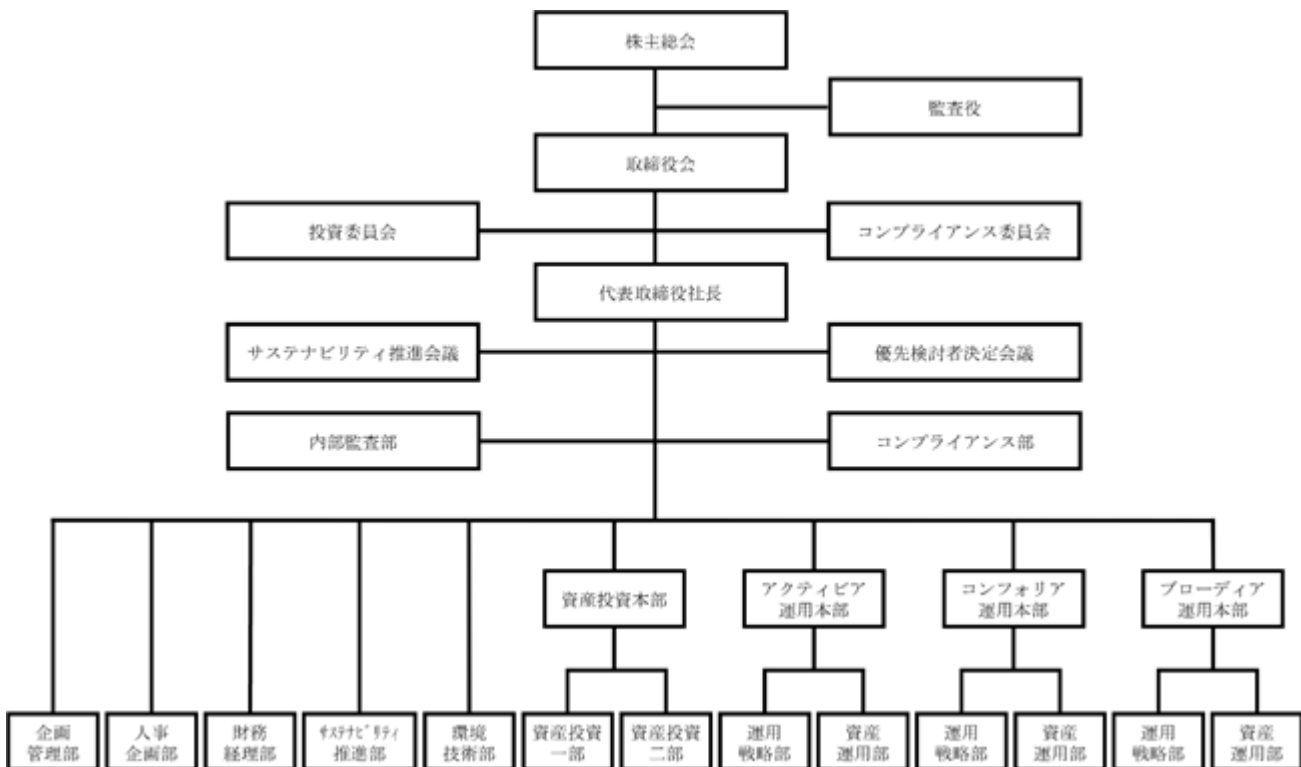 株主総会
監査役
取締役会
投資委員会
コンプライアンス委員会
代表取締役社長
サステナビリティ推進会議
優先検討者決定会議
内部監査部
コンプライアンス部
資産投資本部
アクティビア
運用本部
コンフォリア
運用本部
ブローディア
運用本部
企画
管理部
人事
企画部
財務
経理部
ｻｽﾃﾅﾋﾞﾘﾃｨ
推進部
環境
技術部
資産投資
一部
資産投資
二部
運用
戦略部
資産
運用部
運用
戦略部
資産
運用部
運用
戦略部
資産
運用部